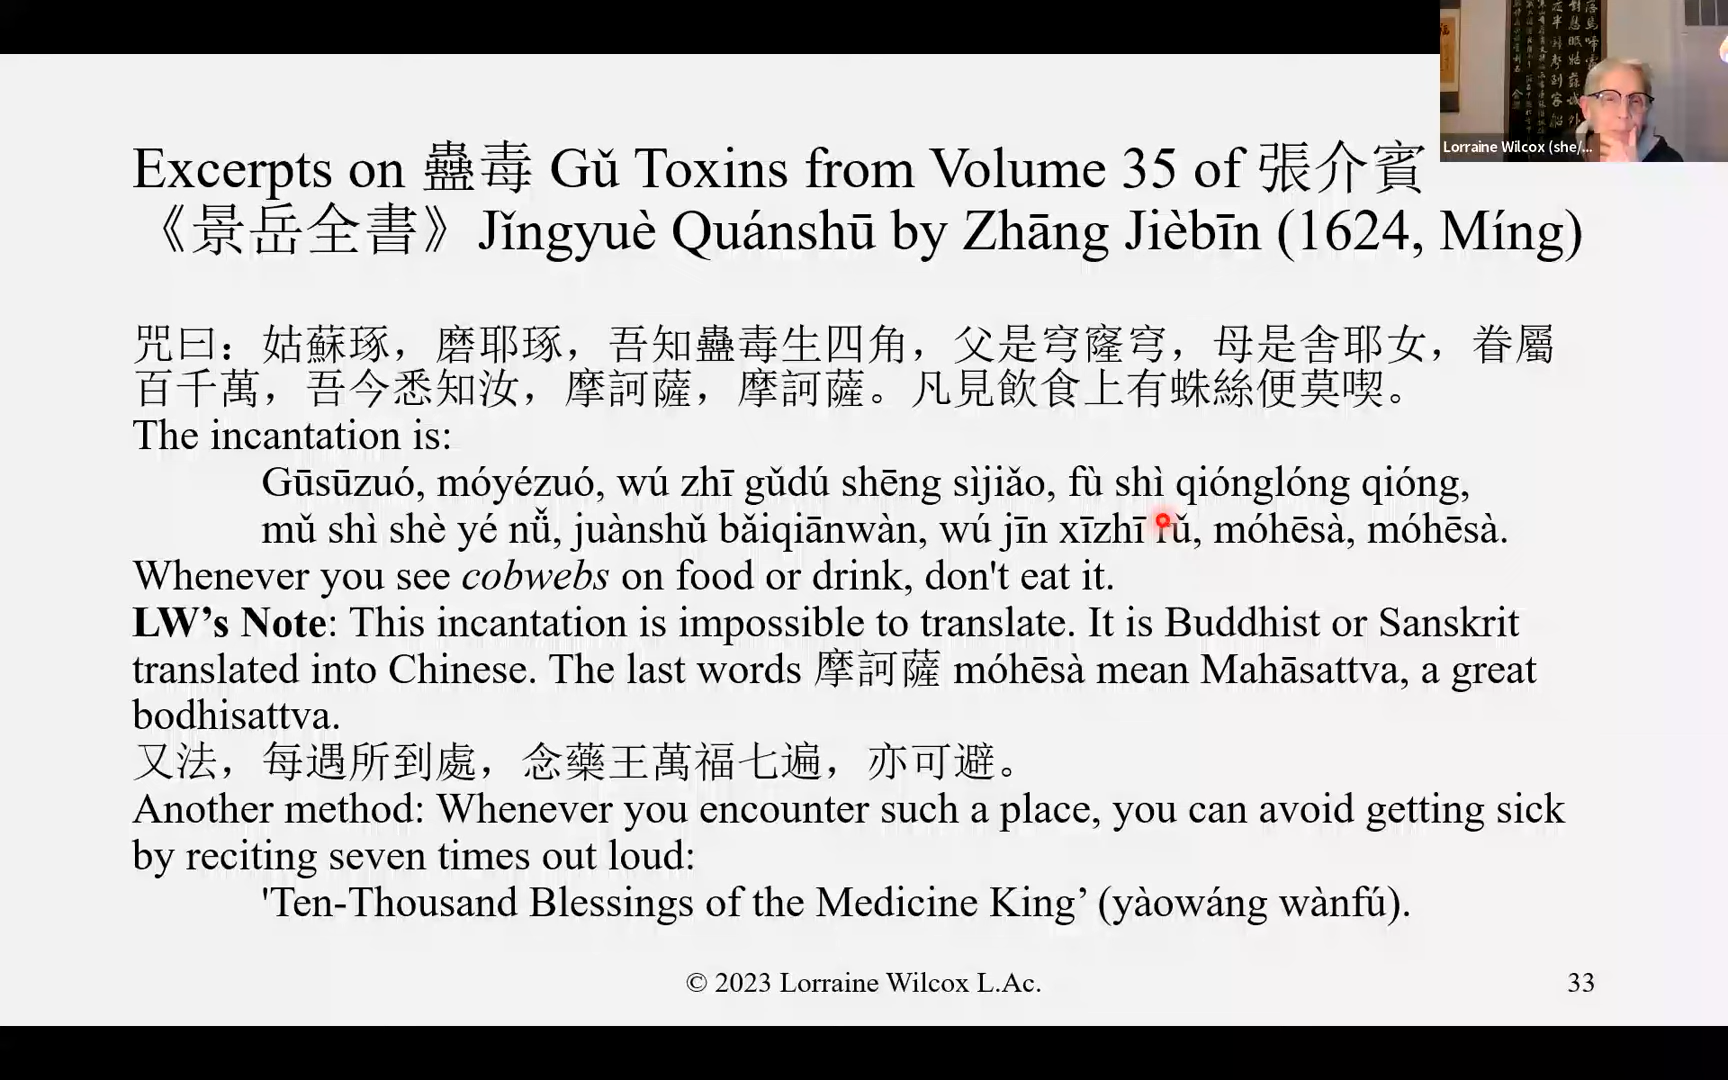 Lorraine Wilcox (she/...
Excerpts on 蠱毒 Gǔ Toxins from Volume 35 of 張介賓
《景岳全書》Jǐngyuè Quánshū by Zhāng Jièbīn (1624, Míng)
咒曰：姑蘇琢，磨耶琢，吾知蠱毒生四角，父是穹窿穹，母是舍耶女，眷屬
百千萬，吾今悉知汝，摩訶薩，摩訶薩。凡見飲食上有蛛絲便莫喫。
The incantation is:
Gūsūzuó, móyézuó, wú zhī gǔdú shēng sìjiǎo, fù shì qiónglóng qióng,
mǔ shì shè yé nǚ, juànshǔ bǎiqiānwàn, wú jīn xīzhī rǔ, móhēsà, móhēsà.
Whenever you see cobwebs on food or drink, don't eat it.
LW’s Note: This incantation is impossible to translate. It is Buddhist or Sanskrit
translated into Chinese. The last words 摩訶薩 móhēsà mean Mahāsattva, a great
bodhisattva.
又法，每遇所到處，念藥王萬福七遍，亦可避。
Another method: Whenever you encounter such a place, you can avoid getting sick
by reciting seven times out loud:
'Ten-Thousand Blessings of the Medicine King’ (yàowáng wànfú).
© 2023 Lorraine Wilcox L.Ac.
33